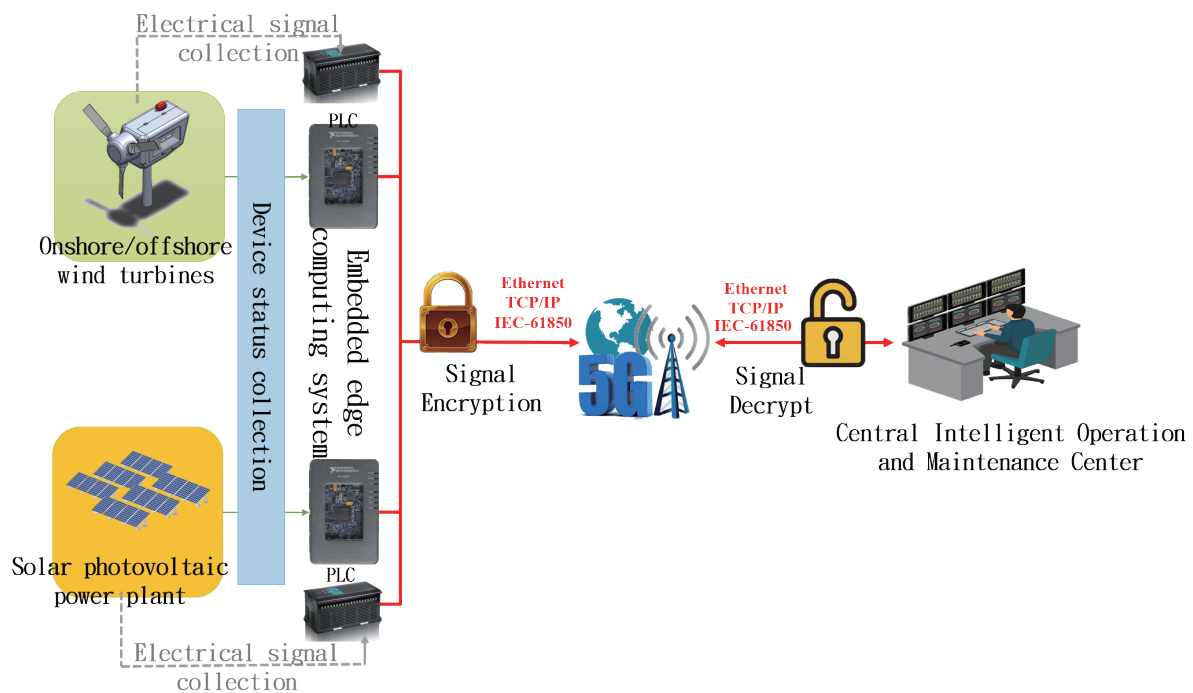 Electrical signal
collection
PLC
Onshore/offshore
wind turbines
Device status collection
Embedded edge
computing system
Ethernet
TCP/IP
IEC-61850
Signal
Encryption
5G
Ethernet
TCP/IP
IEC-61850
Signal
Decrypt
Central Intelligent Operation
and Maintenance Center
Solar photovoltaic
power plant
PLC
Electrical signal
collection